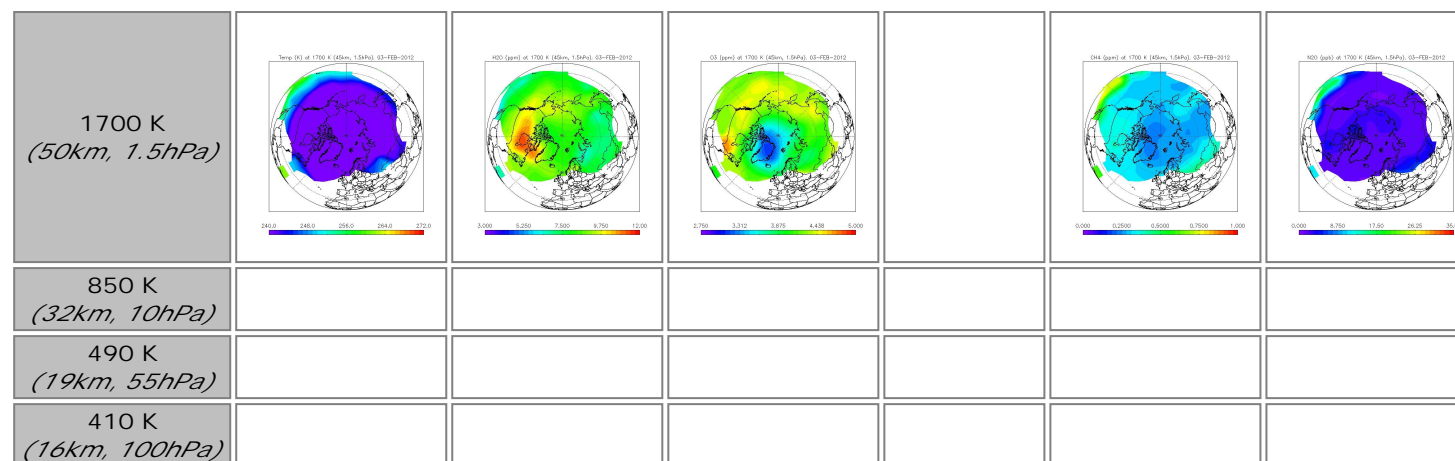 1700 K
(50km, 1.5hPa)
Temp (K) at 1700 K (45km, 1.5hPa), 03-FEB-2012
240.0 248.0 256.0 264.0 272.0
H2O (ppm) at 1700 K (45km, 1.5hPa), 03-FEB-2012
3.000 5.250 7.500 9.750 12.00
O3 (ppm) at 1700 K (45km, 1.5hPa), 03-FEB-2012
2.750 3.312 3.875 4.438 5.000
CH4 (ppm) at 1700 K (45km, 1.5hPa), 03-FEB-2012
0.000 0.2500 0.5000 0.7500 1.000
N2O (ppb) at 1700 K (45km, 1.5hPa), 03-FEB-2012
0.000 8.750 17.50 26.25 35.
850 K
(32km, 10hPa)
490 K
(19km, 55hPa)
410 K
(16km, 100hPa)